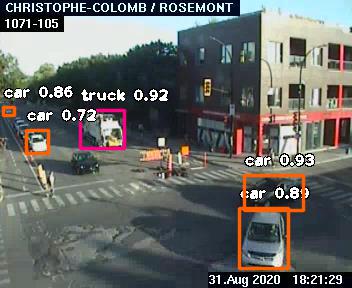 CHRISTOPHE-COLOMB / ROSEMONT
1071-105
car 0.86
truck 0.92
car 0.72
car 0.93
car 0.89
31.Aug 2020 18:21:29